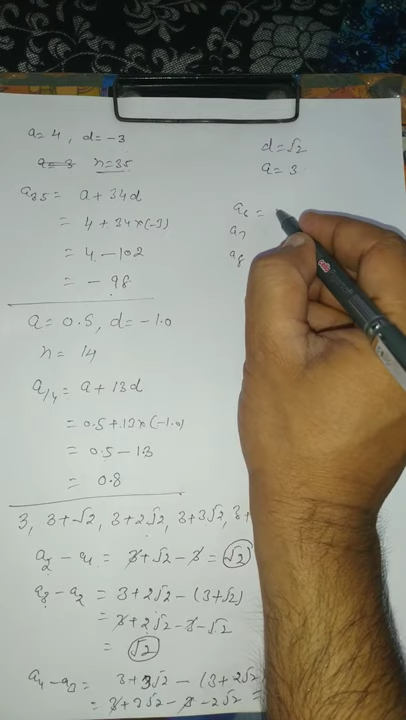 a = 4 , d = -3
a = 3 n = 35
a35 = a + 34d
= 4 + 34 × (-3)
= 4 - 102
= - 98
a = 0.5, d = -1.0
n = 14
a14 = a + 13d
= 0.5 + 13 × (-1.0)
= 0.5 - 13
= 0.8
3, 3+√2, 3+2√2, 3+3√2, 3+
a2 - a1 = 3+√2 - 3 = √2
a3 - a2 = 3 + 2√2 - (3+√2)
= 3 + 2√2 - 3 - √2
= √2
a4 - a3 = 3 + 3√2 - (3 + 2√2
= 3 + 3√2 - 3 - 2√2 =
d = √2
a = 3
a6 =
a7
a8